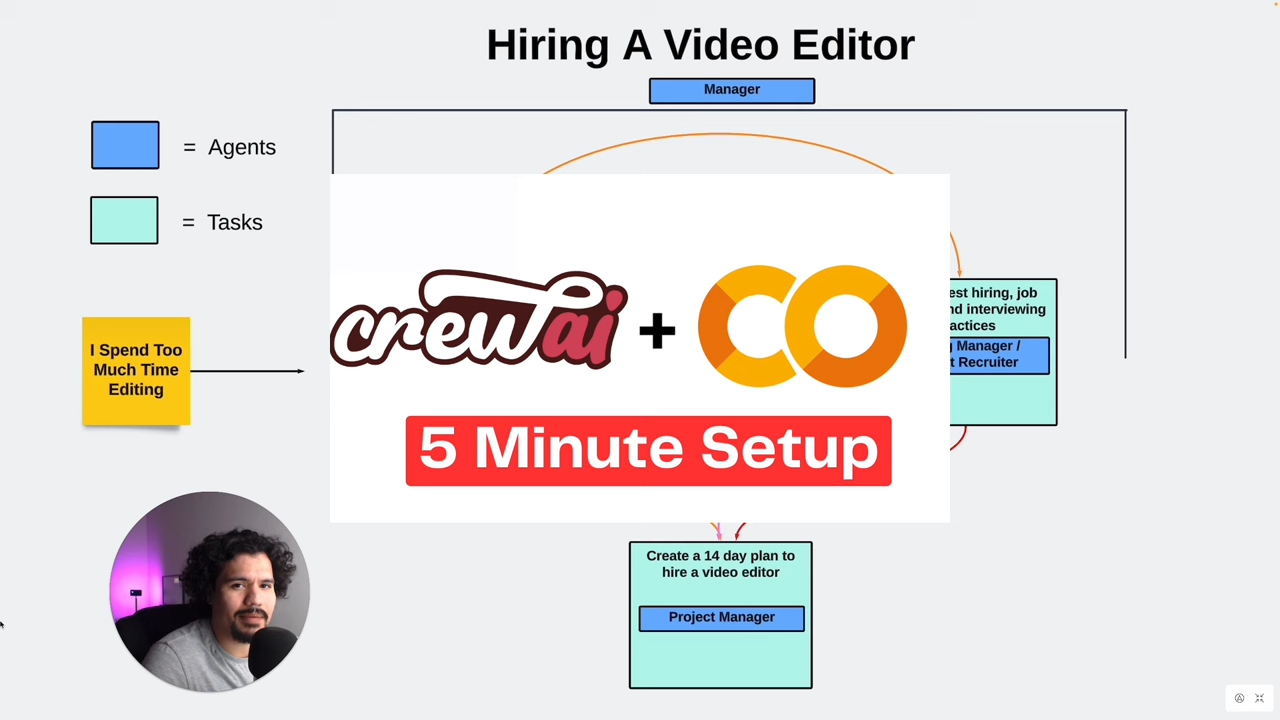 Hiring A Video Editor
Manager
= Agents
= Tasks
I Spend Too
Much Time
Editing
crewai + CO
5 Minute Setup
est hiring, job
nd interviewing
actices
Manager /
t Recruiter
Create a 14 day plan to
hire a video editor
Project Manager